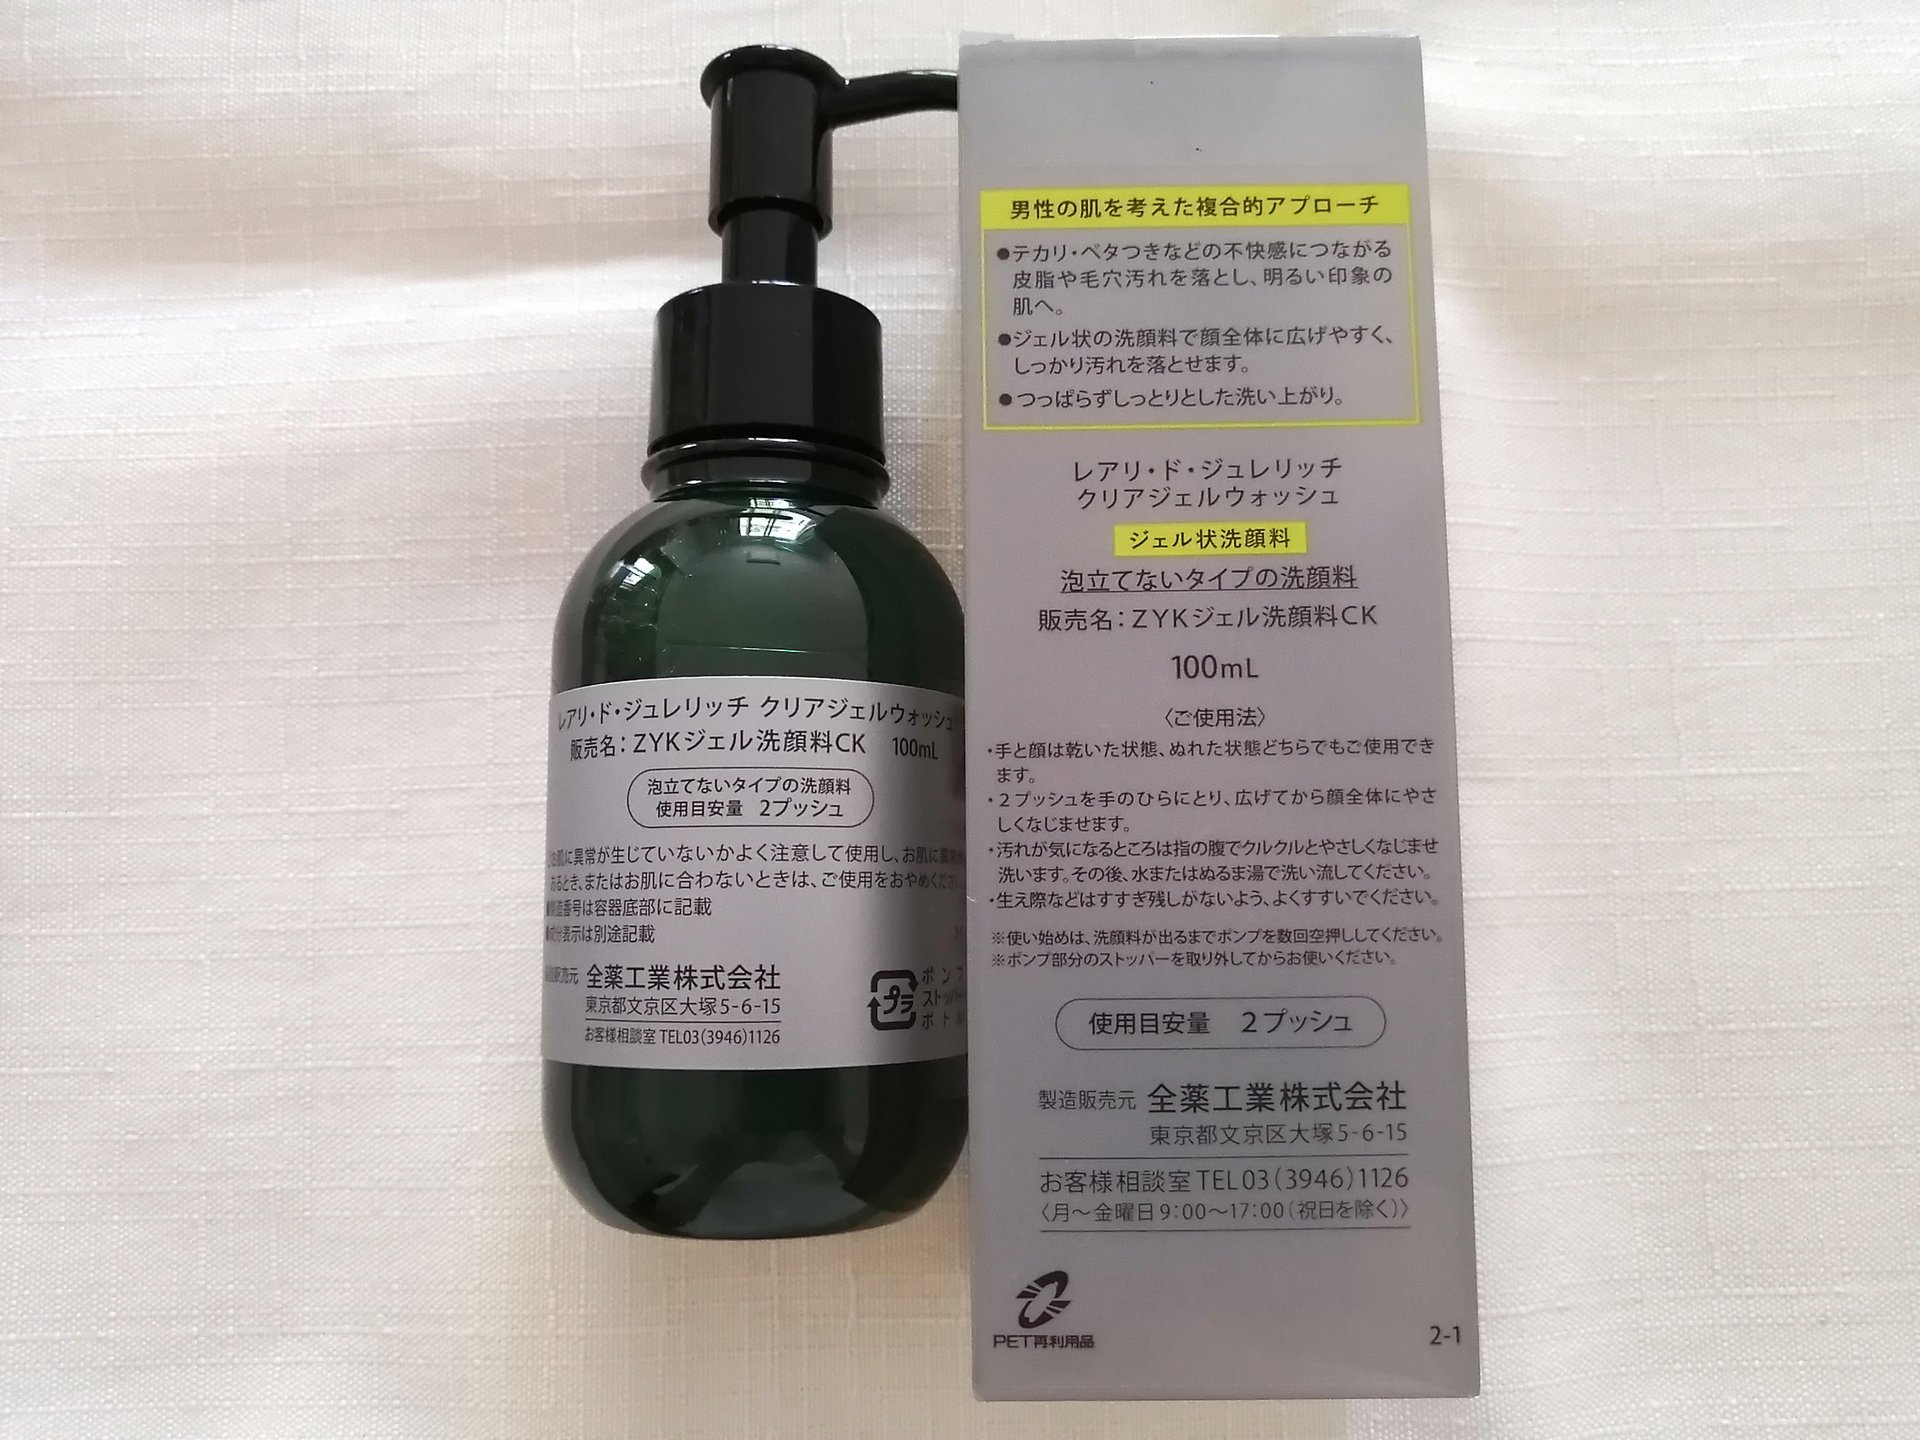 レアリ・ド・ジュレリッチ クリアジェルウォッシュ
販売名：ZYKジェル洗顔料CK 100mL
泡立てないタイプの洗顔料
使用目安量 2プッシュ
お肌に異常が生じていないかよく注意して使用し、お肌に異常が
あるとき、またはお肌に合わないときは、ご使用をおやめくださ
●製造番号は容器底部に記載
●成分表示は別途記載
製造販売元 全薬工業株式会社
東京都文京区大塚5-6-15
お客様相談室 TEL03(3946)1126
プラ
ポンプ
ボト
男性の肌を考えた複合的アプローチ
●テカリ・ベタつきなどの不快感につながる
皮脂や毛穴汚れを落とし、明るい印象の
肌へ。
●ジェル状の洗顔料で顔全体に広げやすく、
しっかり汚れを落とせます。
●つっぱらずしっとりとした洗い上がり。
レアリ・ド・ジュレリッチ
クリアジェルウォッシュ
ジェル状洗顔料
泡立てないタイプの洗顔料
販売名：ZYKジェル洗顔料CK
100mL
〈ご使用法〉
・手と顔は乾いた状態、ぬれた状態どちらでもご使用でき
ます。
・2プッシュを手のひらにとり、広げてから顔全体にやさ
しくなじませます。
・汚れが気になるところは指の腹でクルクルとやさしくなじませ
洗います。その後、水またはぬるま湯で洗い流してください。
・生え際などはすすぎ残しがないよう、よくすすいでください。
※使い始めは、洗顔料が出るまでポンプを数回空押ししてください。
※ポンプ部分のストッパーを取り外してからお使いください。
使用目安量 2プッシュ
製造販売元 全薬工業株式会社
東京都文京区大塚5-6-15
お客様相談室 TEL03(3946)1126
〈月〜金曜日9:00〜17:00(祝日を除く)〉
PET再利用品
2-1